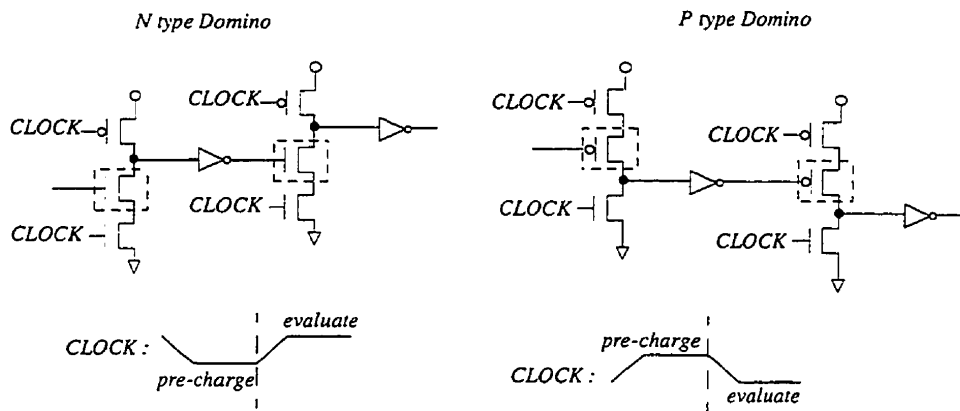 N type Domino
P type Domino
CLOCK
CLOCK
CLOCK
CLOCK
CLOCK
CLOCK
CLOCK
CLOCK
evaluate
CLOCK :
pre-charge
pre-charge
CLOCK :
evaluate